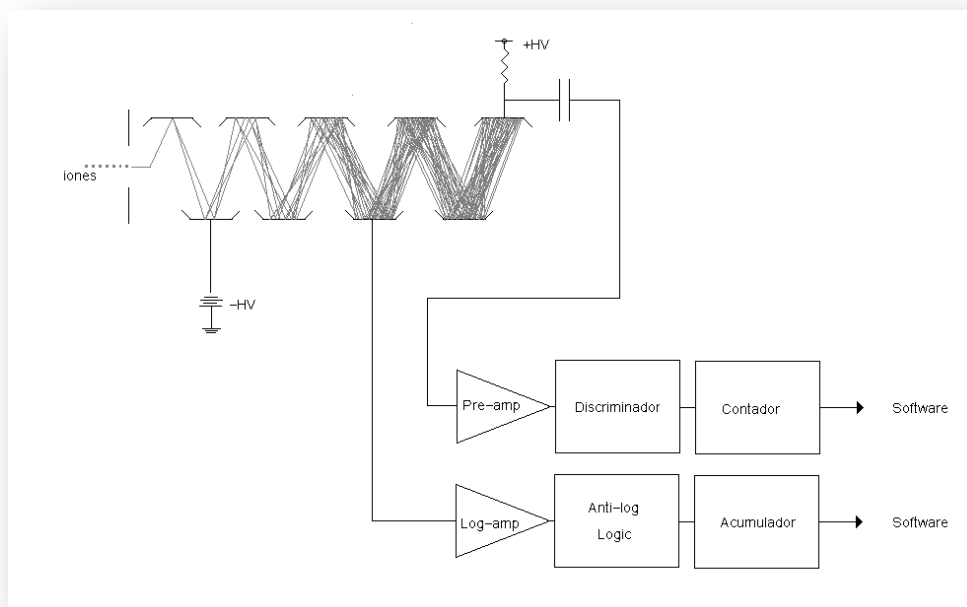 +HV
iones
−HV
Pre−amp
Discriminador
Contador
Software
Log−amp
Anti−log
Logic
Acumulador
Software